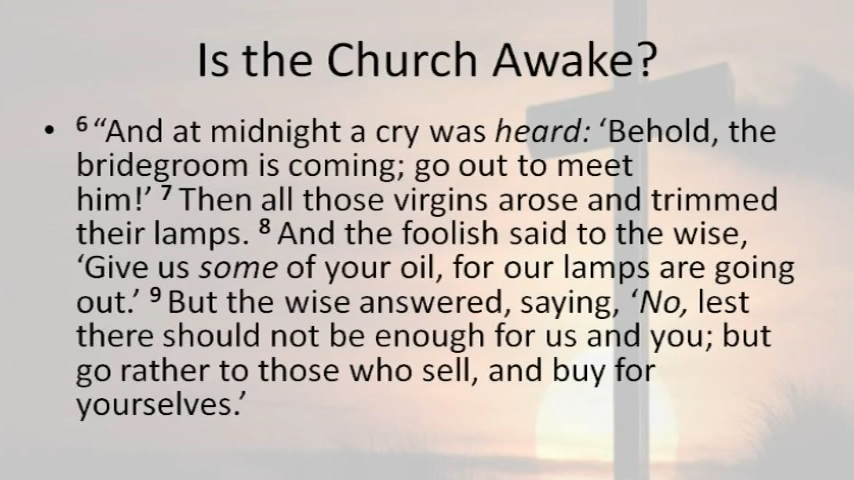 Is the Church Awake?
• 6 “And at midnight a cry was heard: ‘Behold, the
bridegroom is coming; go out to meet
him!’ 7 Then all those virgins arose and trimmed
their lamps. 8 And the foolish said to the wise,
‘Give us some of your oil, for our lamps are going
out.’ 9 But the wise answered, saying, ‘No, lest
there should not be enough for us and you; but
go rather to those who sell, and buy for
yourselves.’